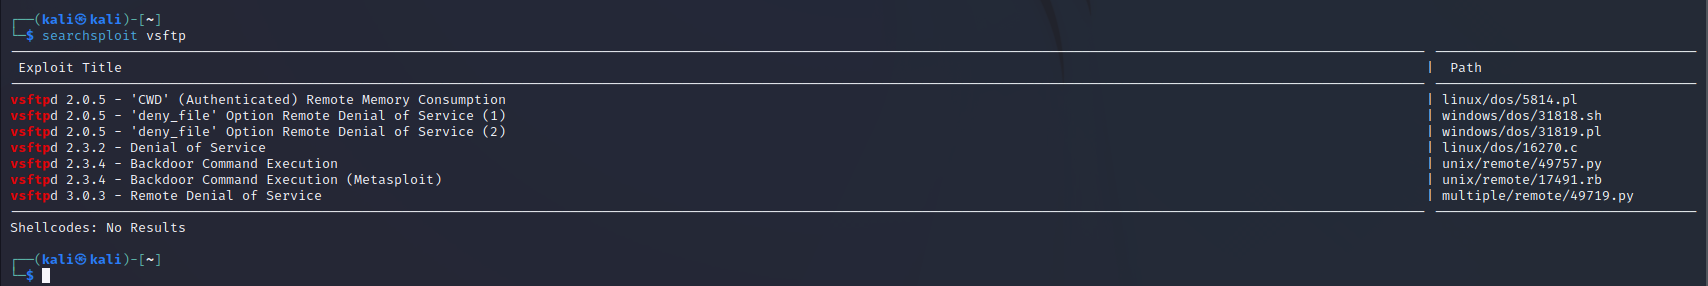 ┌──(kali㉿kali)-[~]
└─$ searchsploit vsftp
Exploit Title | Path
vsftpd 2.0.5 - 'CWD' (Authenticated) Remote Memory Consumption | linux/dos/5814.pl
vsftpd 2.0.5 - 'deny_file' Option Remote Denial of Service (1) | windows/dos/31818.sh
vsftpd 2.0.5 - 'deny_file' Option Remote Denial of Service (2) | windows/dos/31819.pl
vsftpd 2.3.2 - Denial of Service | linux/dos/16270.c
vsftpd 2.3.4 - Backdoor Command Execution | unix/remote/49757.py
vsftpd 2.3.4 - Backdoor Command Execution (Metasploit) | unix/remote/17491.rb
vsftpd 3.0.3 - Remote Denial of Service | multiple/remote/49719.py
Shellcodes: No Results
┌──(kali㉿kali)-[~]
└─$